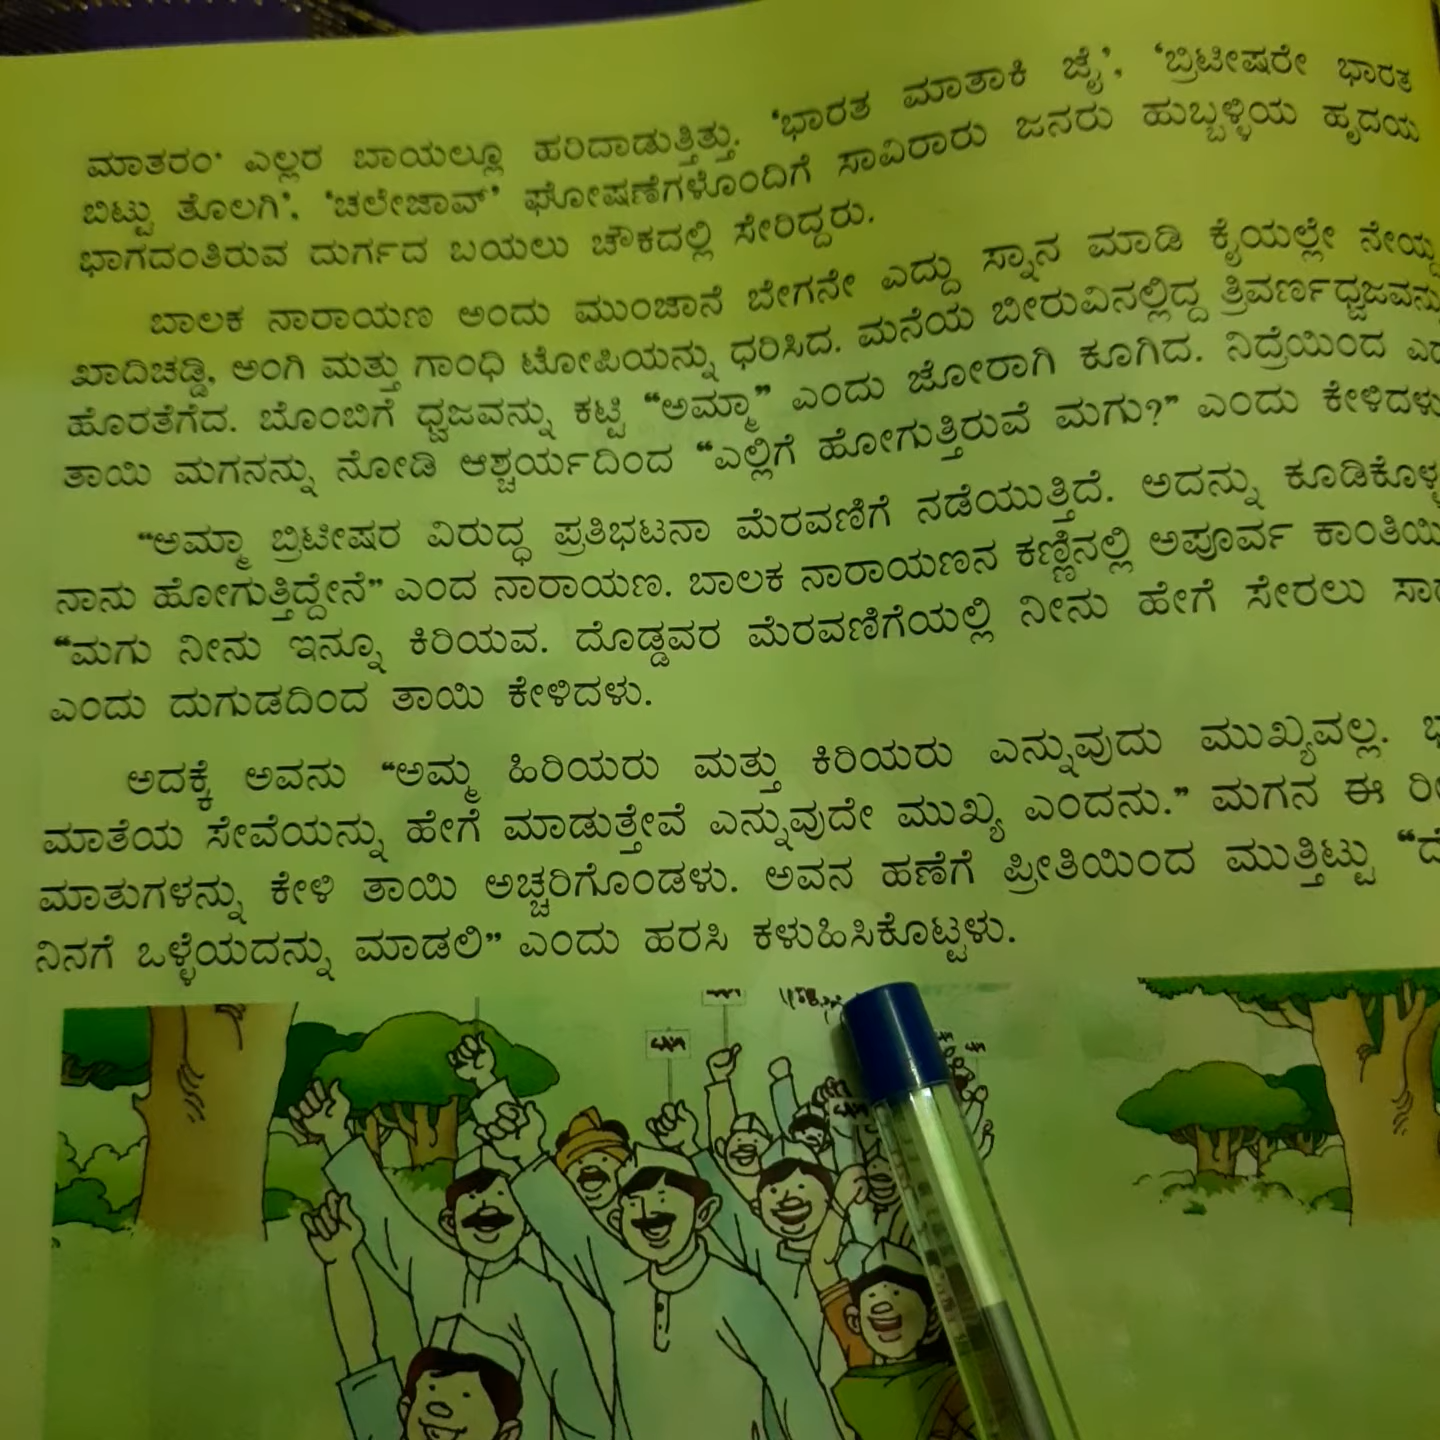 ಮಾತರಂ' ಎಲ್ಲರ ಬಾಯಲ್ಲೂ ಹರಿದಾಡುತ್ತಿತ್ತು. 'ಭಾರತ ಮಾತಾಕಿ ಜೈ', 'ಬ್ರಿಟೀಷರೇ ಭಾರತ
ಬಿಟ್ಟು ತೊಲಗಿ', 'ಚಲೇಜಾವ್' ಘೋಷಣೆಗಳೊಂದಿಗೆ ಸಾವಿರಾರು ಜನರು ಹುಬ್ಬಳ್ಳಿಯ ಹೃದಯ
ಭಾಗದಂತಿರುವ ದುರ್ಗದ ಬಯಲು ಚೌಕದಲ್ಲಿ ಸೇರಿದ್ದರು.
ಬಾಲಕ ನಾರಾಯಣ ಅಂದು ಮುಂಜಾನೆ ಬೇಗನೇ ಎದ್ದು ಸ್ನಾನ ಮಾಡಿ ಕೈಯಲ್ಲೇ ನೇಯ್ದ
ಖಾದಿಚಡ್ಡಿ, ಅಂಗಿ ಮತ್ತು ಗಾಂಧಿ ಟೋಪಿಯನ್ನು ಧರಿಸಿದ. ಮನೆಯ ಬೀರುವಿನಲ್ಲಿದ್ದ ತ್ರಿವರ್ಣಧ್ವಜವನ್ನು
ಹೊರತೆಗೆದ. ಬೊಂಬಿಗೆ ಧ್ವಜವನ್ನು ಕಟ್ಟಿ "ಅಮ್ಮಾ" ಎಂದು ಜೋರಾಗಿ ಕೂಗಿದ. ನಿದ್ರೆಯಿಂದ
ತಾಯಿ ಮಗನನ್ನು ನೋಡಿ ಆಶ್ಚರ್ಯದಿಂದ "ಎಲ್ಲಿಗೆ ಹೋಗುತ್ತಿರುವೆ ಮಗು?" ಎಂದು ಕೇಳಿದಳು
"ಅಮ್ಮಾ ಬ್ರಿಟೀಷರ ವಿರುದ್ಧ ಪ್ರತಿಭಟನಾ ಮೆರವಣಿಗೆ ನಡೆಯುತ್ತಿದೆ. ಅದನ್ನು
ನಾನು ಹೋಗುತ್ತಿದ್ದೇನೆ" ಎಂದ ನಾರಾಯಣ. ಬಾಲಕ ನಾರಾಯಣನ ಕಣ್ಣಿನಲ್ಲಿ ಅಪೂರ್ವ
"ಮಗು ನೀನು ಇನ್ನೂ ಕಿರಿಯವ. ದೊಡ್ಡವರ ಮೆರವಣಿಗೆಯಲ್ಲಿ ನೀನು ಹೇಗೆ ಸೇರಲು
ಎಂದು ದುಗುಡದಿಂದ ತಾಯಿ ಕೇಳಿದಳು.
ಅದಕ್ಕೆ ಅವನು "ಅಮ್ಮ ಹಿರಿಯರು ಮತ್ತು ಕಿರಿಯರು ಎನ್ನುವುದು ಮುಖ್ಯವಲ್ಲ.
ಮಾತೆಯ ಸೇವೆಯನ್ನು ಹೇಗೆ ಮಾಡುತ್ತೇವೆ ಎನ್ನುವುದೇ ಮುಖ್ಯ ಎಂದನು." ಮಗನ ಈ
ಮಾತುಗಳನ್ನು ಕೇಳಿ ತಾಯಿ ಅಚ್ಚರಿಗೊಂಡಳು. ಅವನ ಹಣೆಗೆ ಪ್ರೀತಿಯಿಂದ ಮುತ್ತಿಟ್ಟು
ನಿನಗೆ ಒಳ್ಳೆಯದನ್ನು ಮಾಡಲಿ" ಎಂದು ಹರಸಿ ಕಳುಹಿಸಿಕೊಟ್ಟಳು.